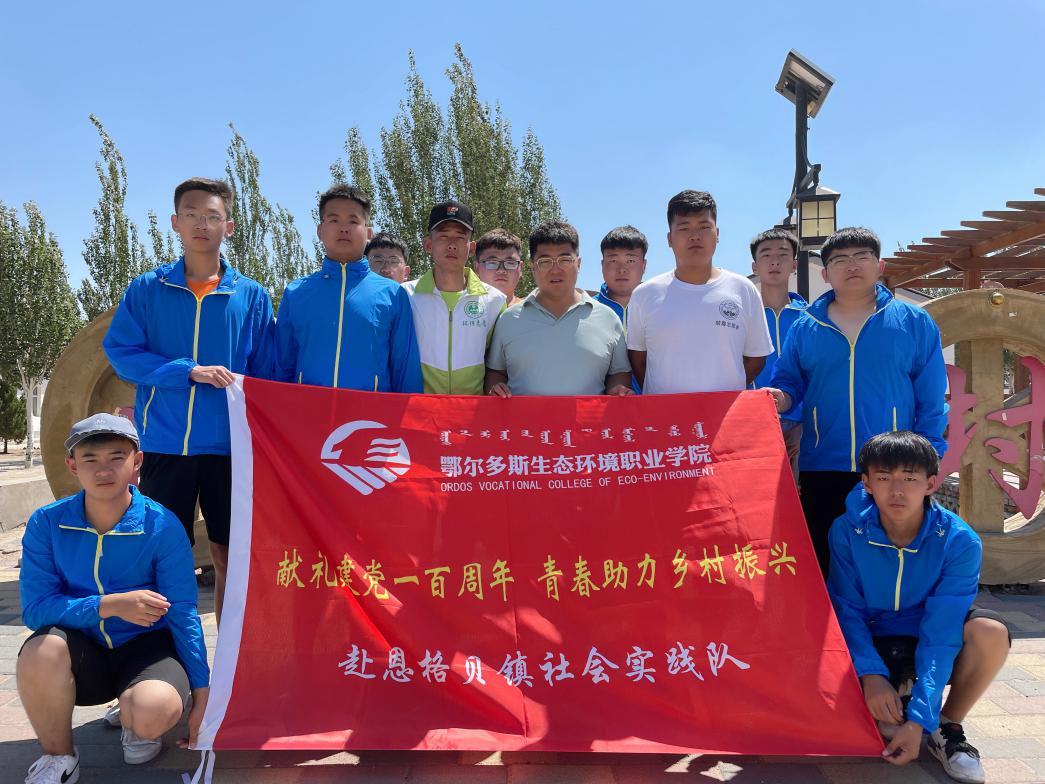 鄂尔多斯生态环境职业学院
ORDOS VOCATIONAL COLLEGE OF ECO-ENVIRONMENT
献礼建党一百周年 青春助力乡村振兴
赴恩格贝镇社会实践队
村